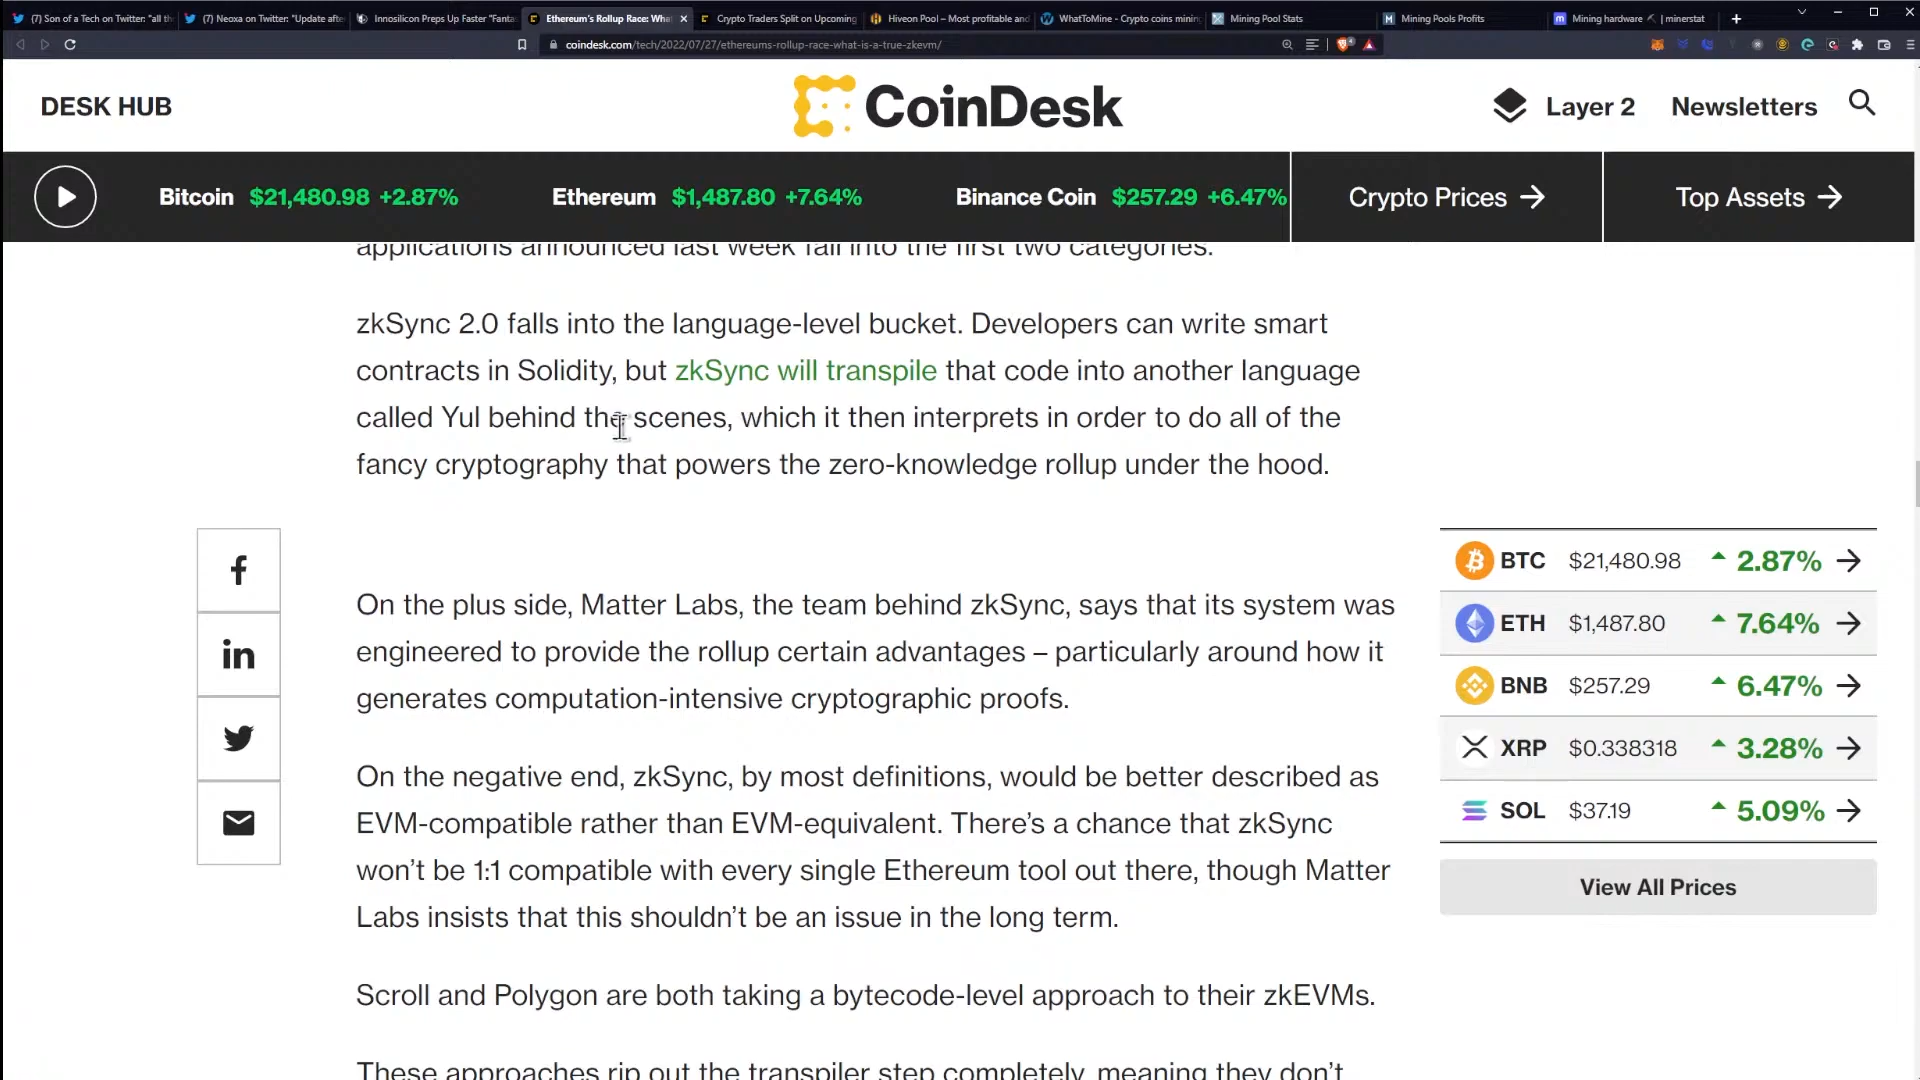 (7) Son of a Tech on Twitter: "all th
(7) Neoxa on Twitter: "Update afte
Innosilicon Preps Up Faster "Fanta
Ethereum's Rollup Race: Wha
Crypto Traders Split on Upcoming
Hiveon Pool – Most profitable and
WhatToMine - Crypto coins mining
Mining Pool Stats
Mining Pools Profits
Mining hardware | minerstat
coindesk.com/tech/2022/07/27/ethereums-rollup-race-what-is-a-true-zkevm/
DESK HUB
CoinDesk
Layer 2
Newsletters
Bitcoin $21,480.98 +2.87%
Ethereum $1,487.80 +7.64%
Binance Coin $257.29 +6.47%
Crypto Prices
Top Assets
applications announced last week fall into the first two categories.
zkSync 2.0 falls into the language-level bucket. Developers can write smart
contracts in Solidity, but zkSync will transpile that code into another language
called Yul behind the scenes, which it then interprets in order to do all of the
fancy cryptography that powers the zero-knowledge rollup under the hood.
On the plus side, Matter Labs, the team behind zkSync, says that its system was
engineered to provide the rollup certain advantages – particularly around how it
generates computation-intensive cryptographic proofs.
On the negative end, zkSync, by most definitions, would be better described as
EVM-compatible rather than EVM-equivalent. There's a chance that zkSync
won't be 1:1 compatible with every single Ethereum tool out there, though Matter
Labs insists that this shouldn't be an issue in the long term.
Scroll and Polygon are both taking a bytecode-level approach to their zkEVMs.
These approaches rip out the transpiler step completely, meaning they don't
BTC $21,480.98 2.87%
ETH $1,487.80 7.64%
BNB $257.29 6.47%
XRP $0.338318 3.28%
SOL $37.19 5.09%
View All Prices